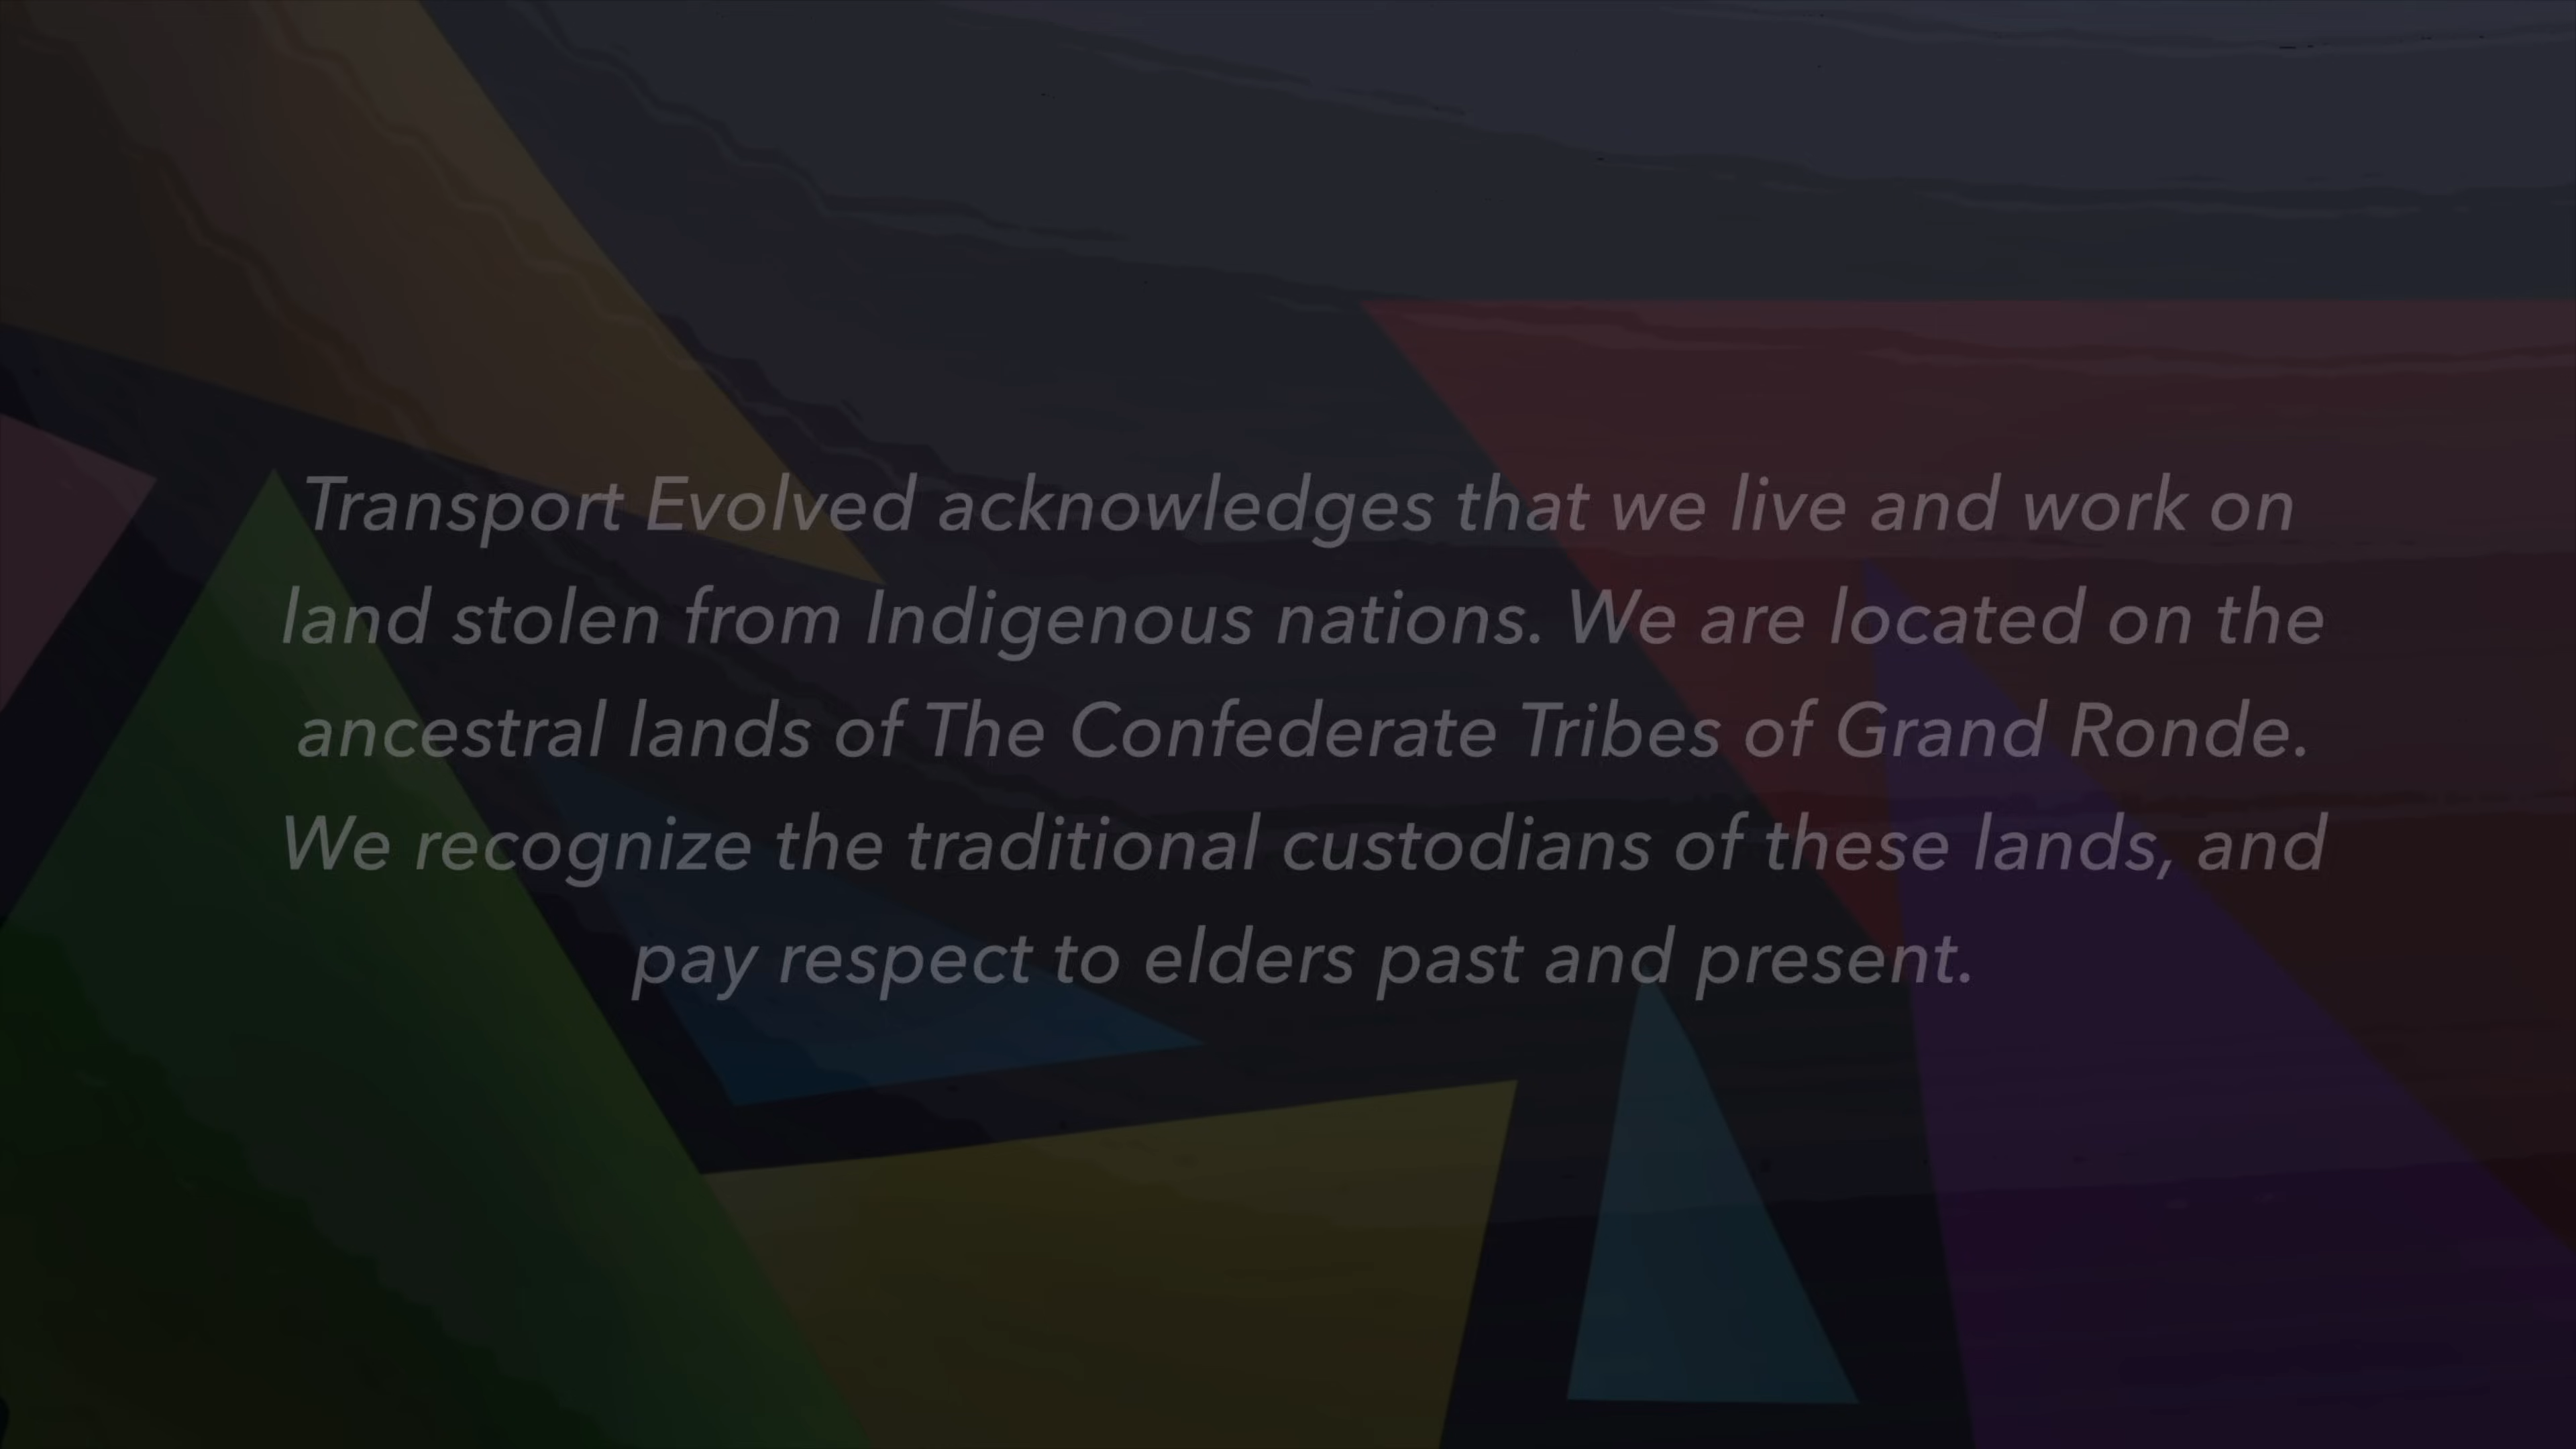 Transport Evolved acknowledges that we live and work on
land stolen from Indigenous nations. We are located on the
ancestral lands of The Confederate Tribes of Grand Ronde.
We recognize the traditional custodians of these lands, and
pay respect to elders past and present.